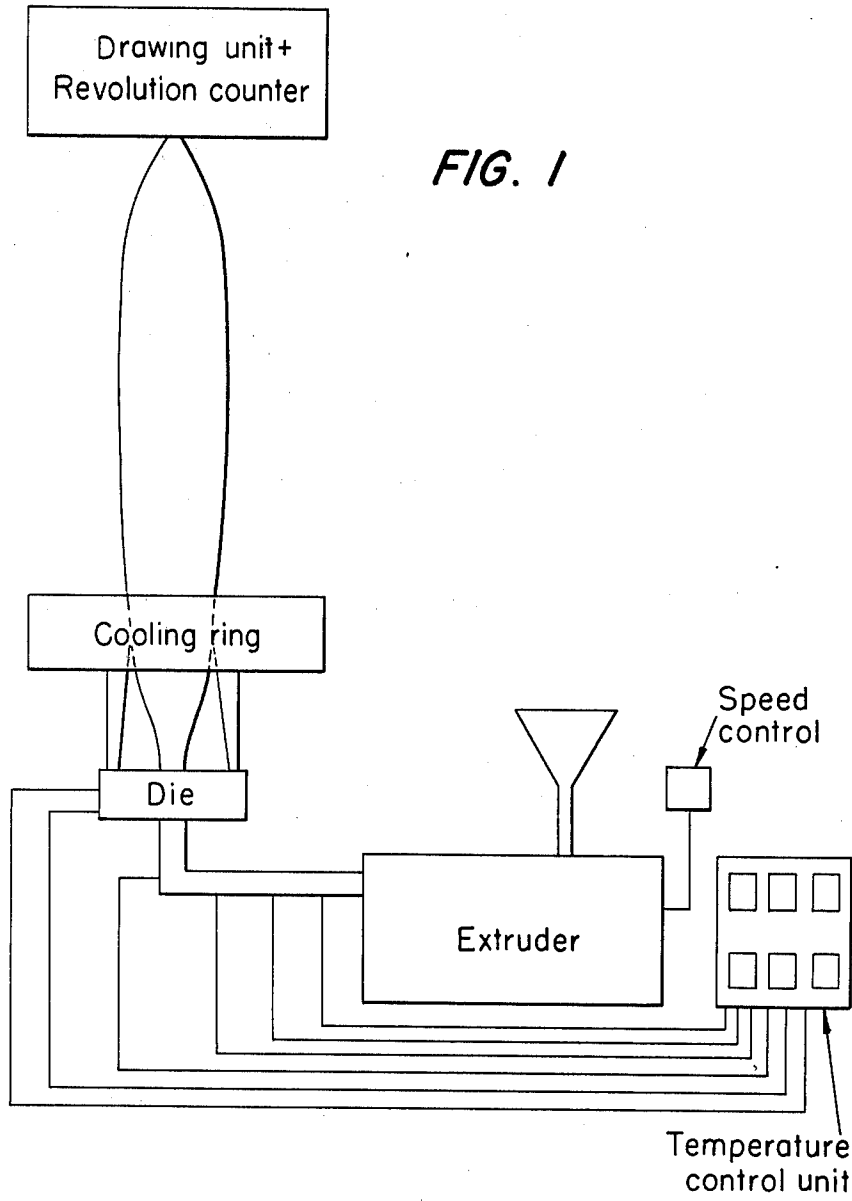 Drawing unit+
Revolution counter
FIG. 1
Cooling ring
Speed
control
Die
Extruder
Temperature
control unit